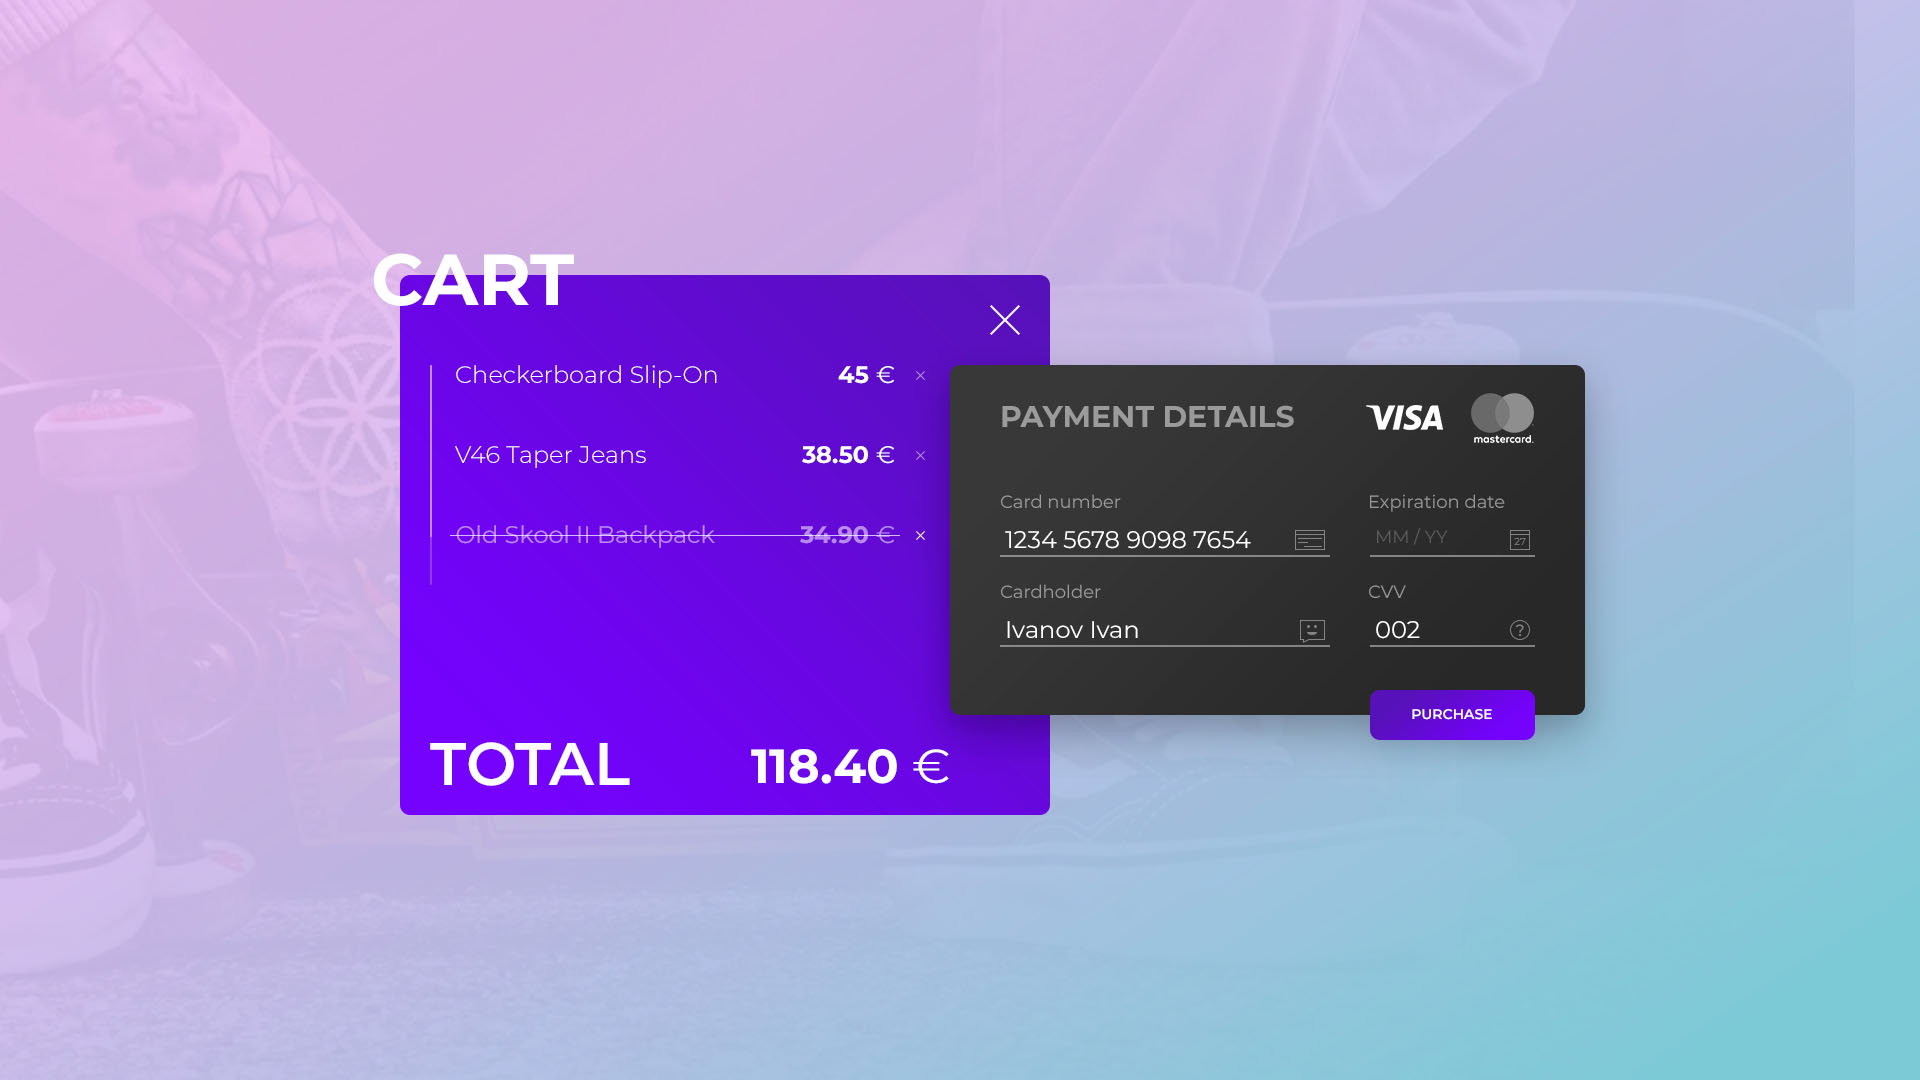 CART
Checkerboard Slip-On 45 €
V46 Taper Jeans 38.50 €
Old Skool II Backpack 34.90 €
TOTAL 118.40 €
PAYMENT DETAILS VISA mastercard.
Card number Expiration date
1234 5678 9098 7654 MM / YY 27
Cardholder CVV
Ivanov Ivan 002 ?
PURCHASE